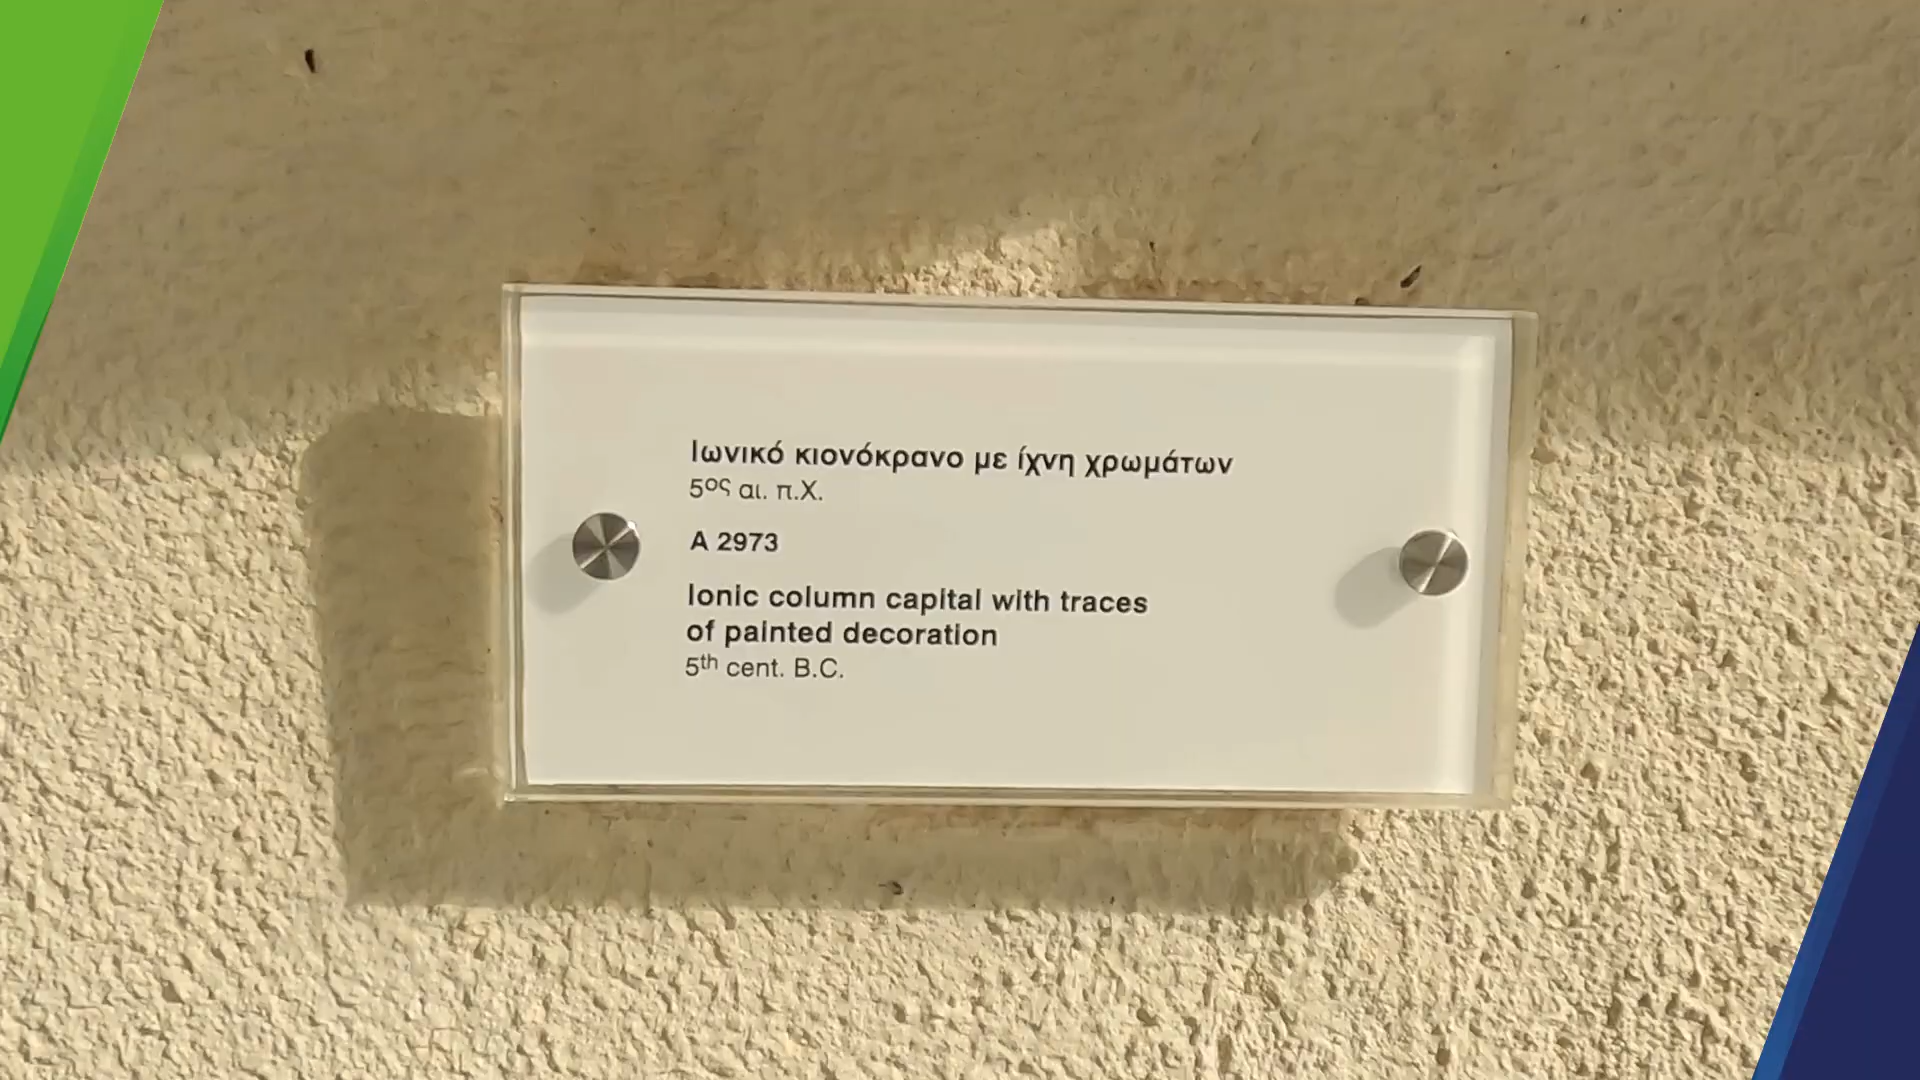 Ιωνικό κιονόκρανο με ίχνη χρωμάτων
5ος αι. π.Χ.
A 2973
Ionic column capital with traces
of painted decoration
5th cent. B.C.